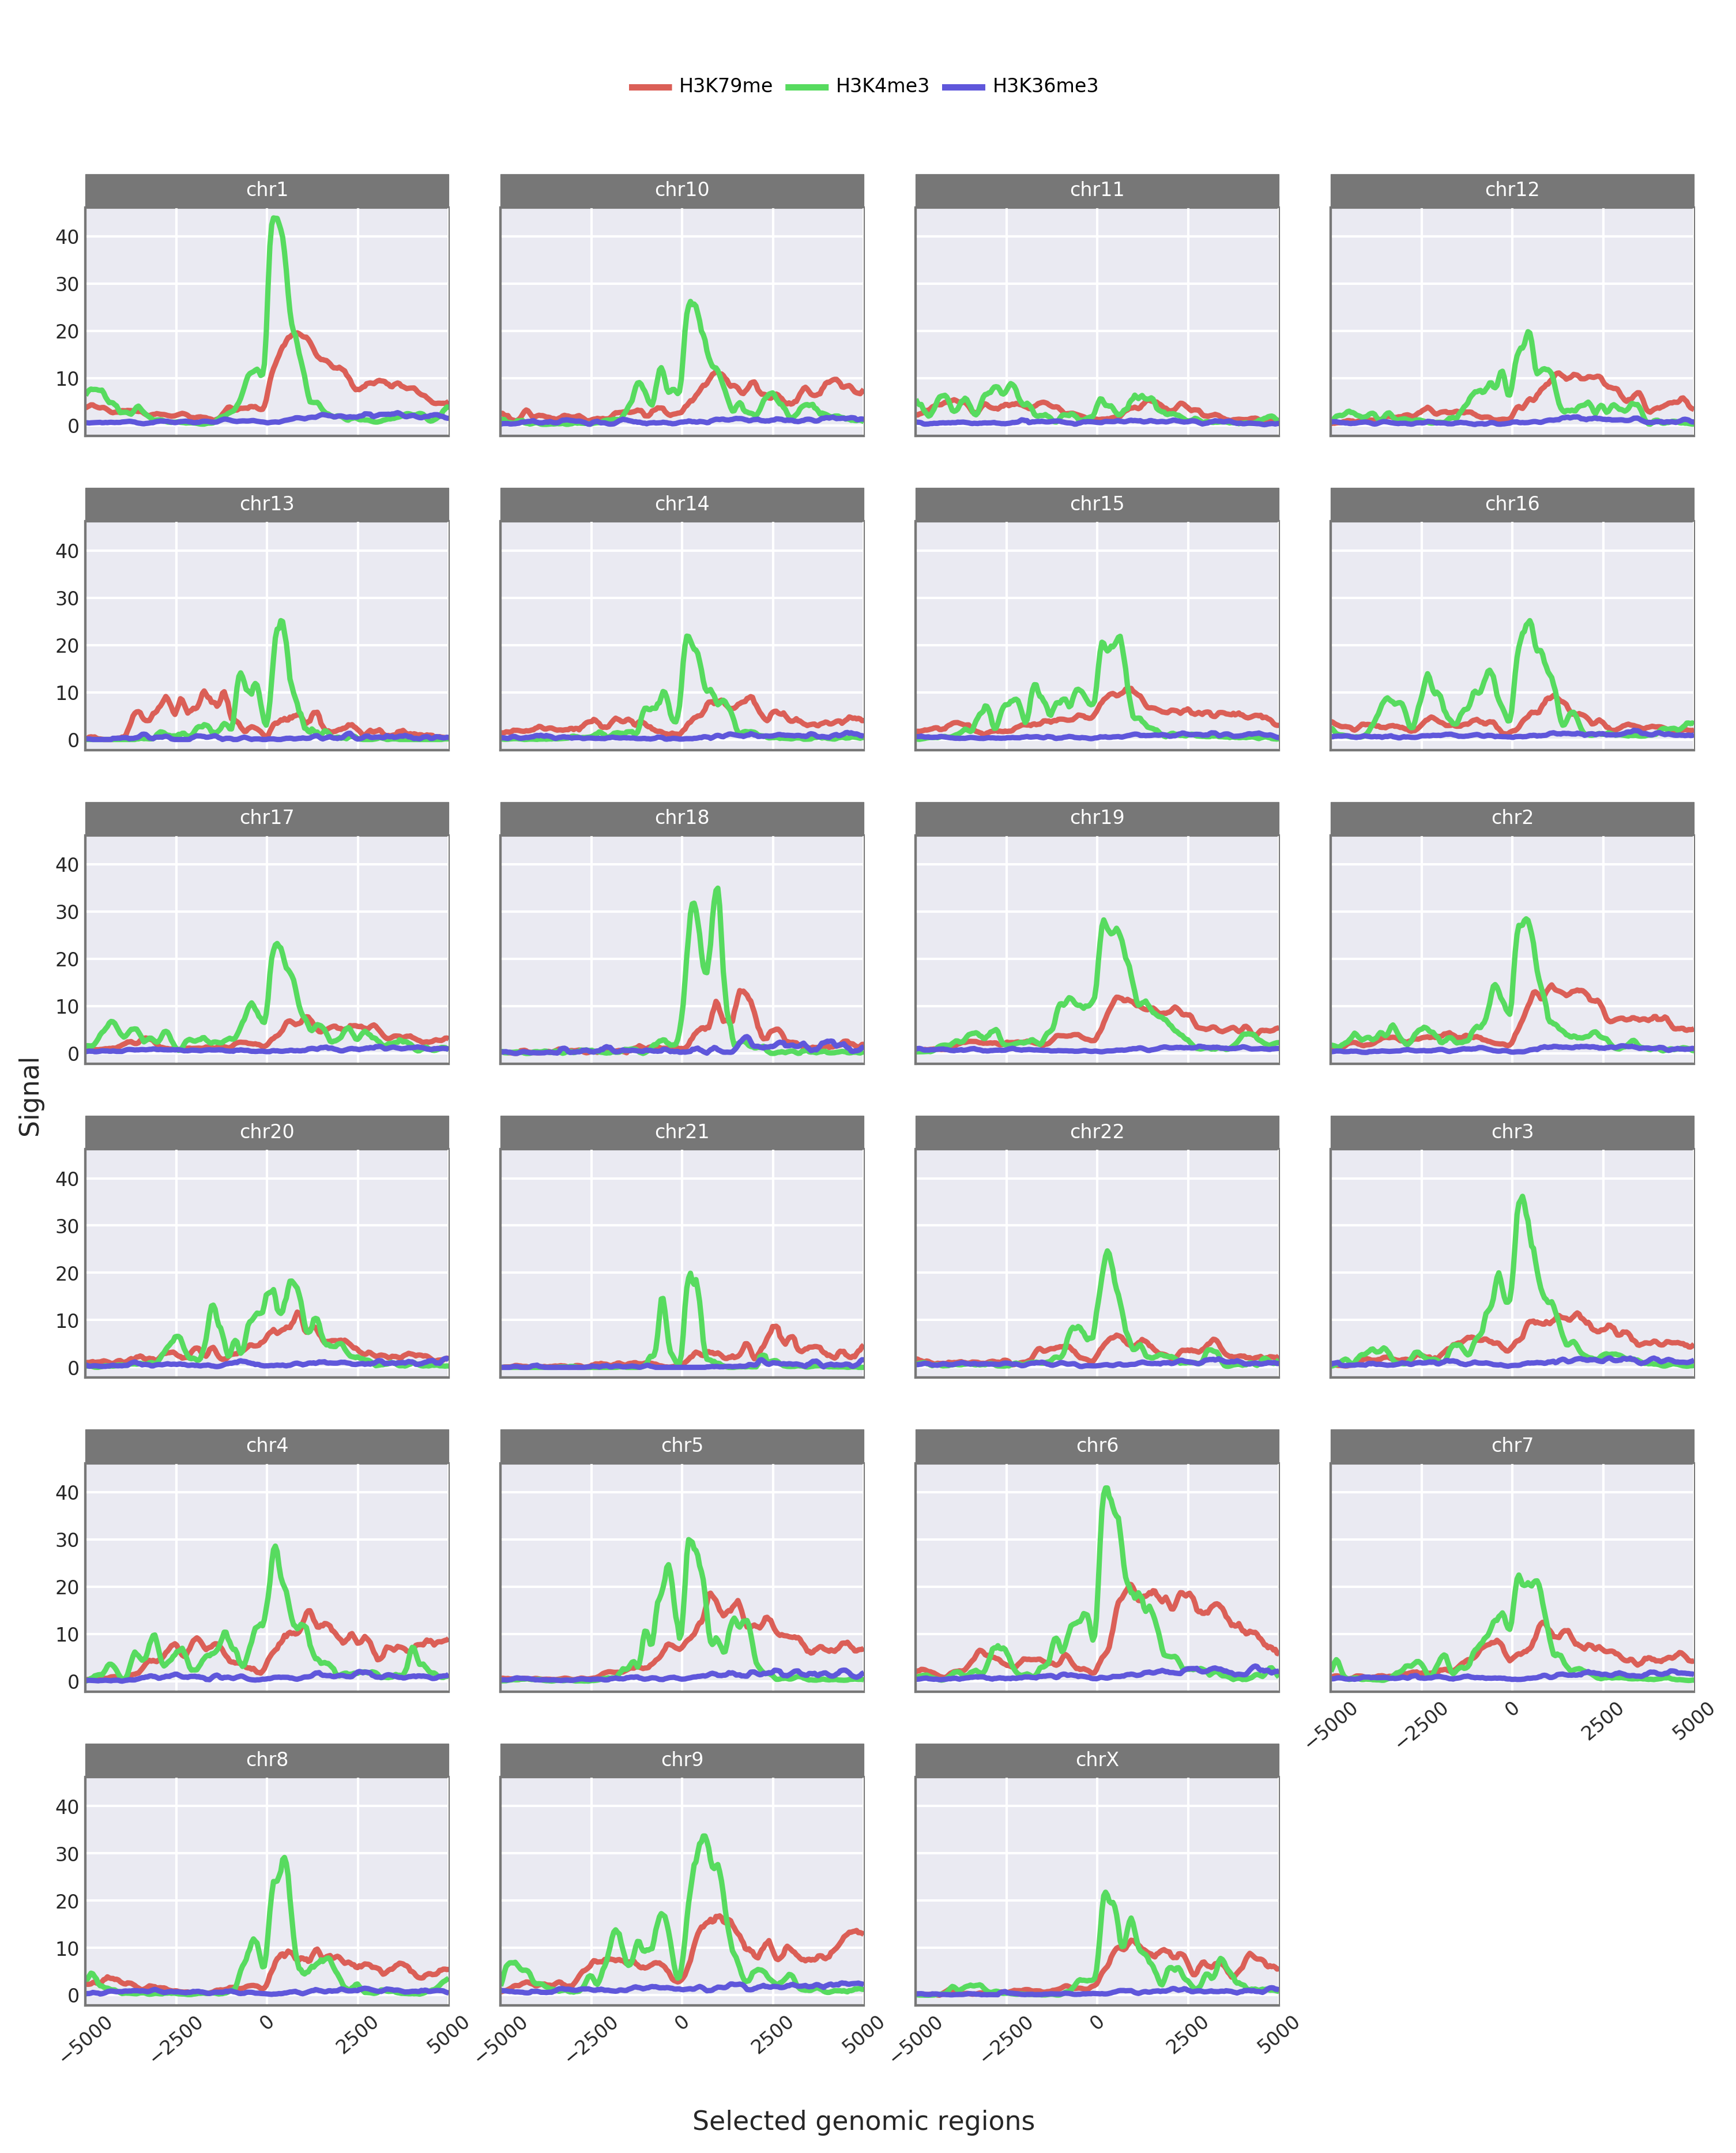 H3K79me H3K4me3 H3K36me3
chr1 chr10 chr11 chr12
40
30
20
10
0
chr13 chr14 chr15 chr16
40
30
20
10
0
chr17 chr18 chr19 chr2
40
30
20
10
0
Signal
chr20 chr21 chr22 chr3
40
30
20
10
0
chr4 chr5 chr6 chr7
40
30
20
10
0
−5000 −2500 0 2500 5000
chr8 chr9 chrX
40
30
20
10
0
−5000 −2500 0 2500 5000 −5000 −2500 0 2500 5000 −5000 −2500 0 2500 5000
Selected genomic regions